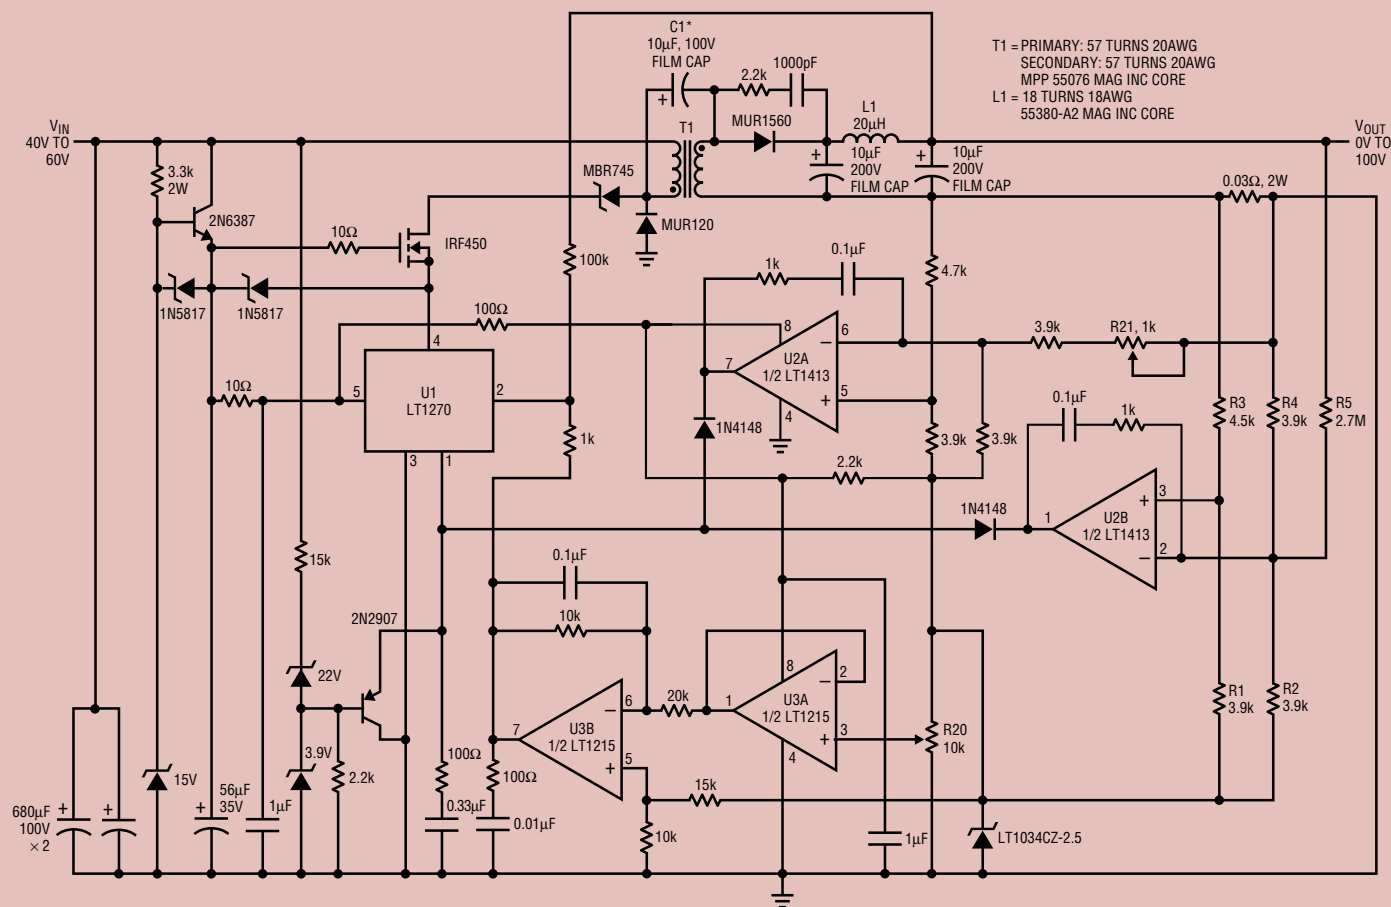 C1*
10µF, 100V
FILM CAP
2.2k
1000pF
T1 = PRIMARY: 57 TURNS 20AWG
SECONDARY: 57 TURNS 20AWG
MPP 55076 MAG INC CORE
L1 = 18 TURNS 18AWG
55380-A2 MAG INC CORE
VIN
40V TO
60V
+
T1
MUR1560
L1
20µH
VOUT
0V TO
100V
3.3k
2W
MBR745
+
10µF
200V
FILM CAP
+
10µF
200V
FILM CAP
0.03Ω, 2W
2N6387
10Ω
IRF450
MUR120
100k
1k
0.1µF
4.7k
1N5817
1N5817
100Ω
4
8
6
–
7
U2A
1/2 LT1413
5
+
4
3.9k
R21, 1k
10Ω
5
U1
LT1270
2
3
1
1k
1N4148
3.9k
3.9k
0.1µF
1k
R3
4.5k
R4
3.9k
R5
2.7M
2.2k
1N4148
1
U2B
1/2 LT1413
+
3
–
2
15k
0.1µF
10k
2N2907
22V
3.9V
2.2k
15V
56µF
35V
+
1µF
680µF
100V
× 2
+
+
100Ω
0.33µF
100Ω
0.01µF
7
U3B
1/2 LT1215
6
–
5
+
20k
1
U3A
1/2 LT1215
8
2
–
3
+
4
R20
10k
R1
3.9k
R2
3.9k
15k
10k
1µF
LT1034CZ-2.5